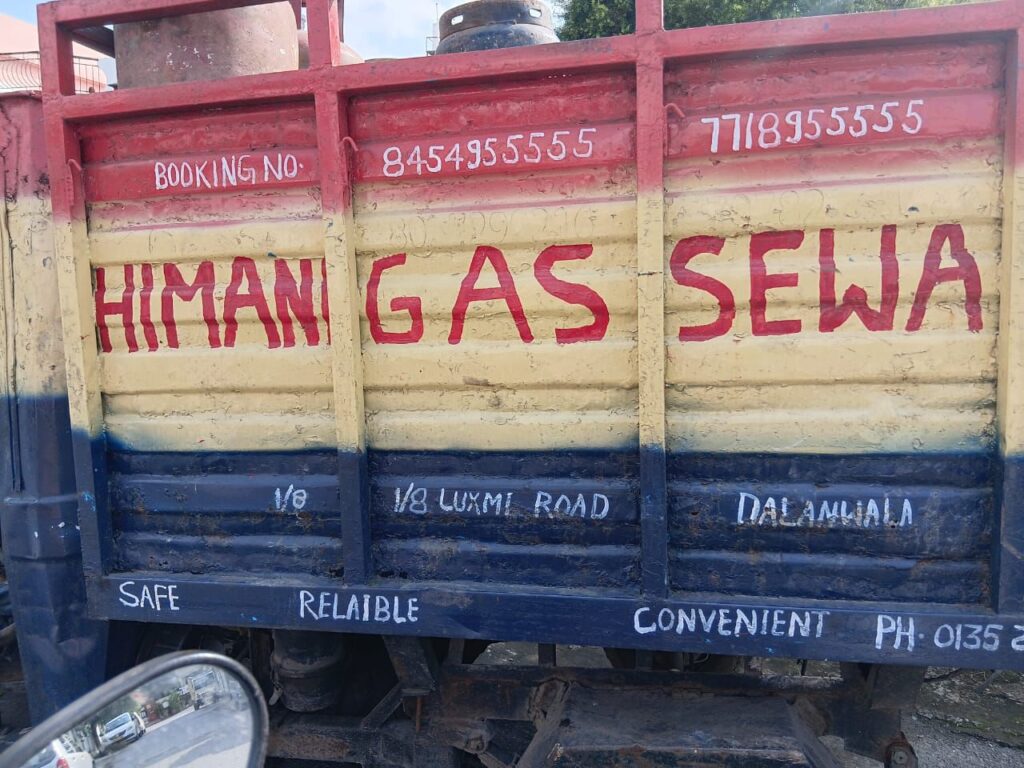 BOOKING NO. 8454955555 7718955555
HIMANI GAS SEWA
1/8 1/8 LUXMI ROAD DALANWALA
SAFE RELAIBLE CONVENIENT PH. 0135 2